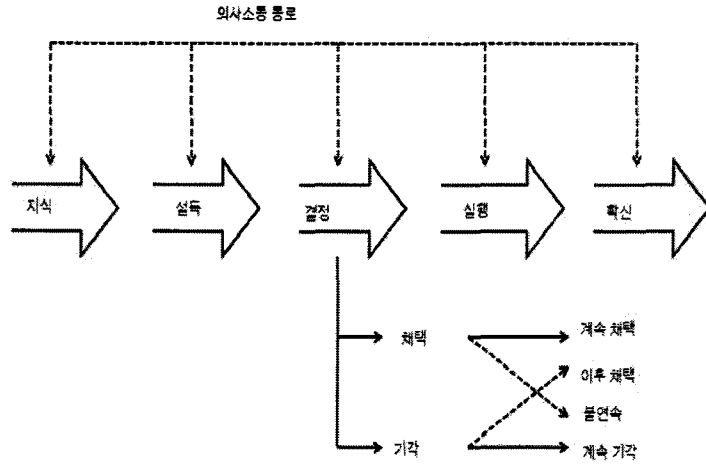 의사소통 통로
지식
설득
결정
실행
확신
채택
계속 채택
이후 채택
불연속
기각
계속 기각